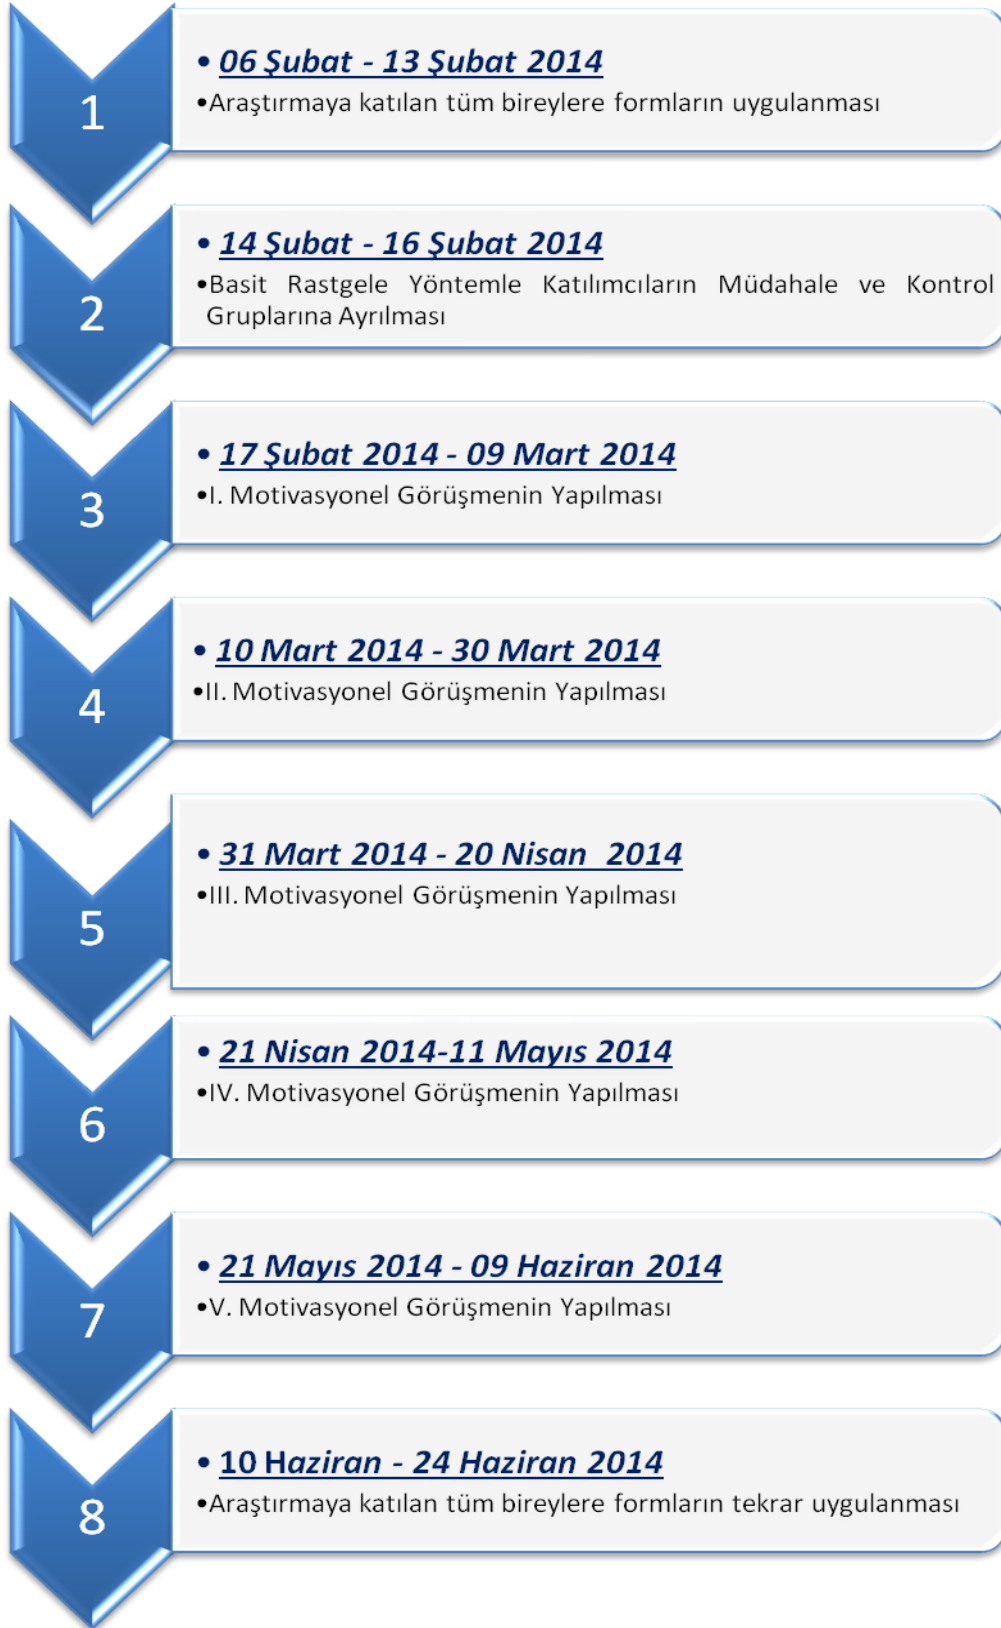 1
• 06 Şubat - 13 Şubat 2014
•Araştırmaya katılan tüm bireylere formların uygulanması
2
• 14 Şubat - 16 Şubat 2014
•Basit Rastgele Yöntemle Katılımcıların Müdahale ve Kontrol
Gruplarına Ayrılması
3
• 17 Şubat 2014 - 09 Mart 2014
•I. Motivasyonel Görüşmenin Yapılması
4
• 10 Mart 2014 - 30 Mart 2014
•II. Motivasyonel Görüşmenin Yapılması
5
• 31 Mart 2014 - 20 Nisan 2014
•III. Motivasyonel Görüşmenin Yapılması
6
• 21 Nisan 2014-11 Mayıs 2014
•IV. Motivasyonel Görüşmenin Yapılması
7
• 21 Mayıs 2014 - 09 Haziran 2014
•V. Motivasyonel Görüşmenin Yapılması
8
• 10 Haziran - 24 Haziran 2014
•Araştırmaya katılan tüm bireylere formların tekrar uygulanması